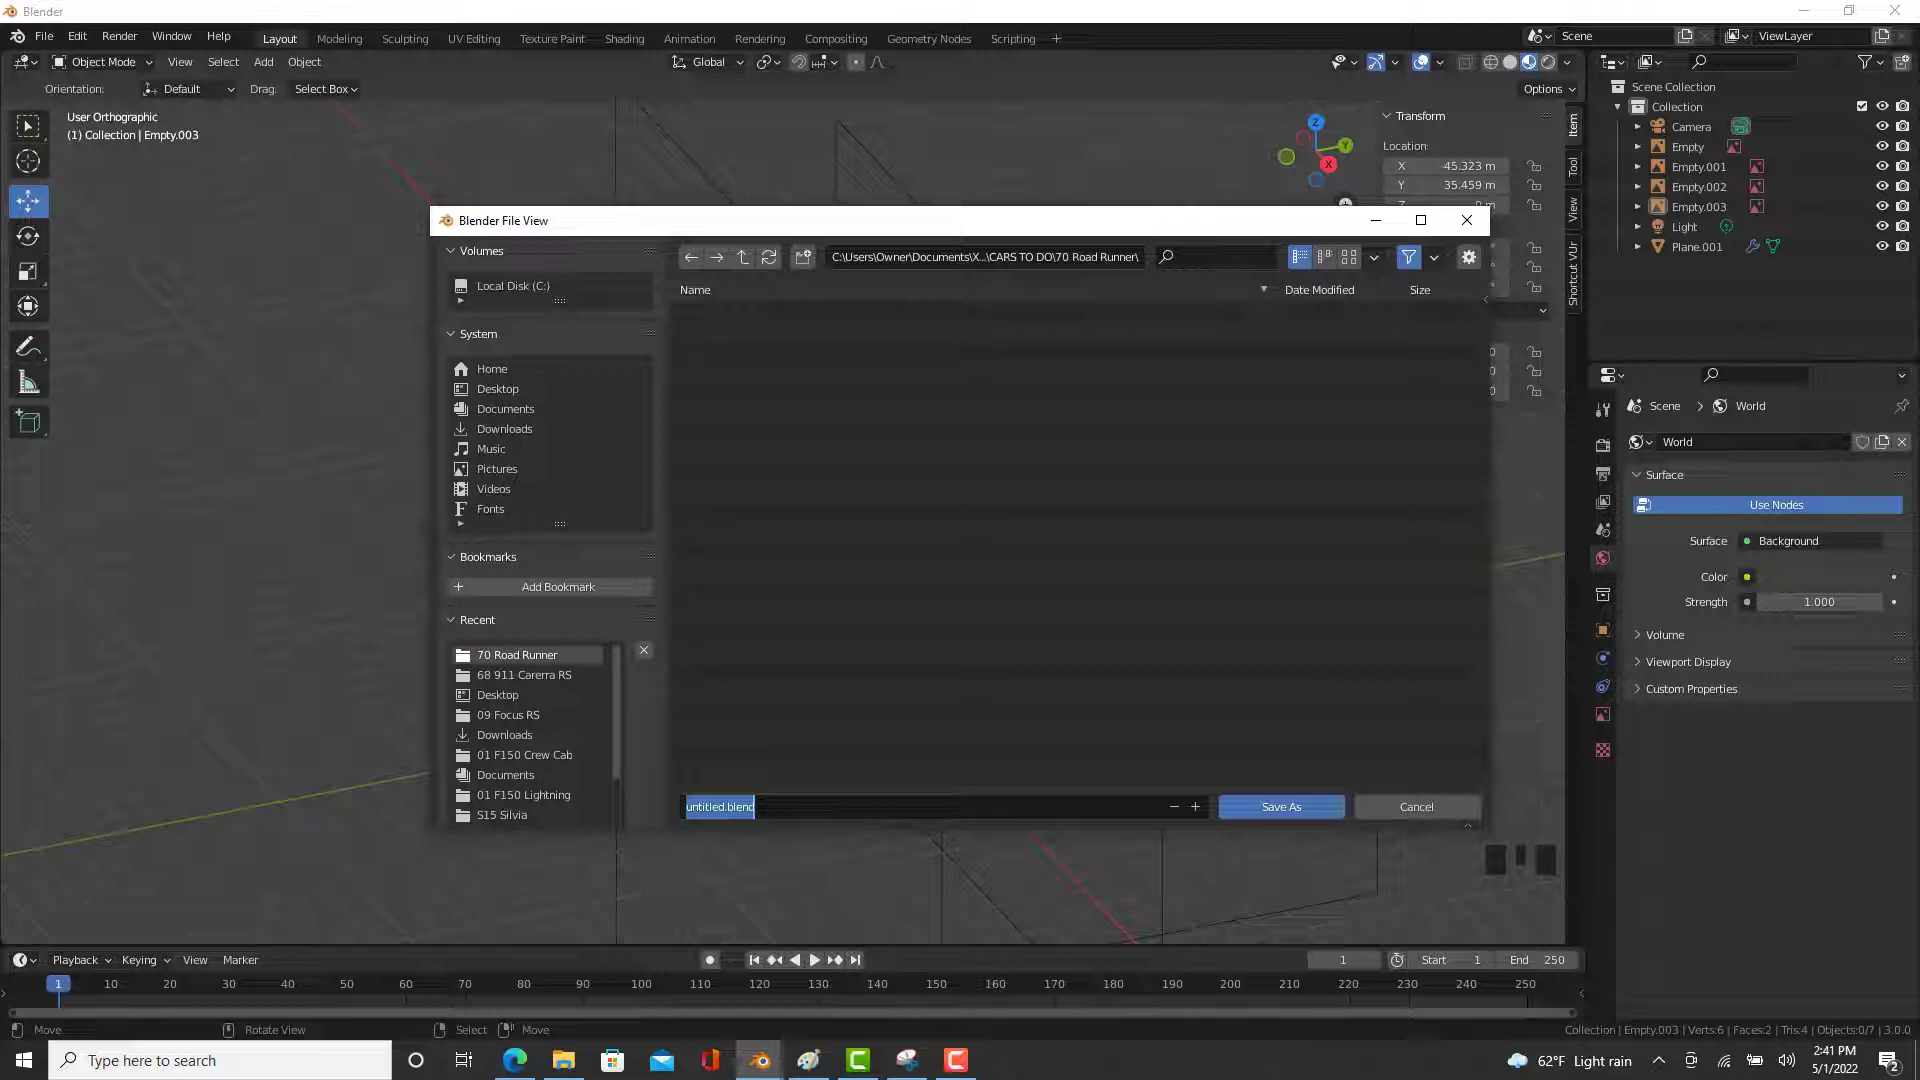 Blender
File Edit Render Window Help Layout Modeling Sculpting UV Editing Texture Paint Shading Animation Rendering Compositing Geometry Nodes Scripting + Scene ViewLayer
Object Mode View Select Add Object Global
Orientation: Default Drag: Select Box Options
User Orthographic
(1) Collection | Empty.003
Z
Y
X
Transform
Location:
X -45.323 m
Y 35.459 m
Item
Tool
View
Shortcut VUr
Scene Collection
Collection
Camera
Empty
Empty.001
Empty.002
Empty.003
Light
Plane.001
Blender File View
Volumes
Local Disk (C:)
System
Home
Desktop
Documents
Downloads
Music
Pictures
Videos
Fonts
Bookmarks
Add Bookmark
Recent
70 Road Runner
68 911 Carerra RS
Desktop
09 Focus RS
Downloads
01 F150 Crew Cab
Documents
01 F150 Lightning
S15 Silvia
C:\Users\Owner\Documents\X...\CARS TO DO\70 Road Runner\
Name Date Modified Size
untitled.blend
Save As Cancel
Scene > World
World
Surface
Use Nodes
Surface Background
Color
Strength 1.000
Volume
Viewport Display
Custom Properties
Playback Keying View Marker 1 Start 1 End 250
1 10 20 30 40 50 60 70 80 90 100 110 120 130 140 150 160 170 180 190 200 210 220 230 240 250
Move Rotate View Select Move Collection | Empty.003 | Verts:6 | Faces:2 | Tris:4 | Objects:0/7 | 3.0.0
Type here to search 62°F Light rain 2:41 PM
5/1/2022
2